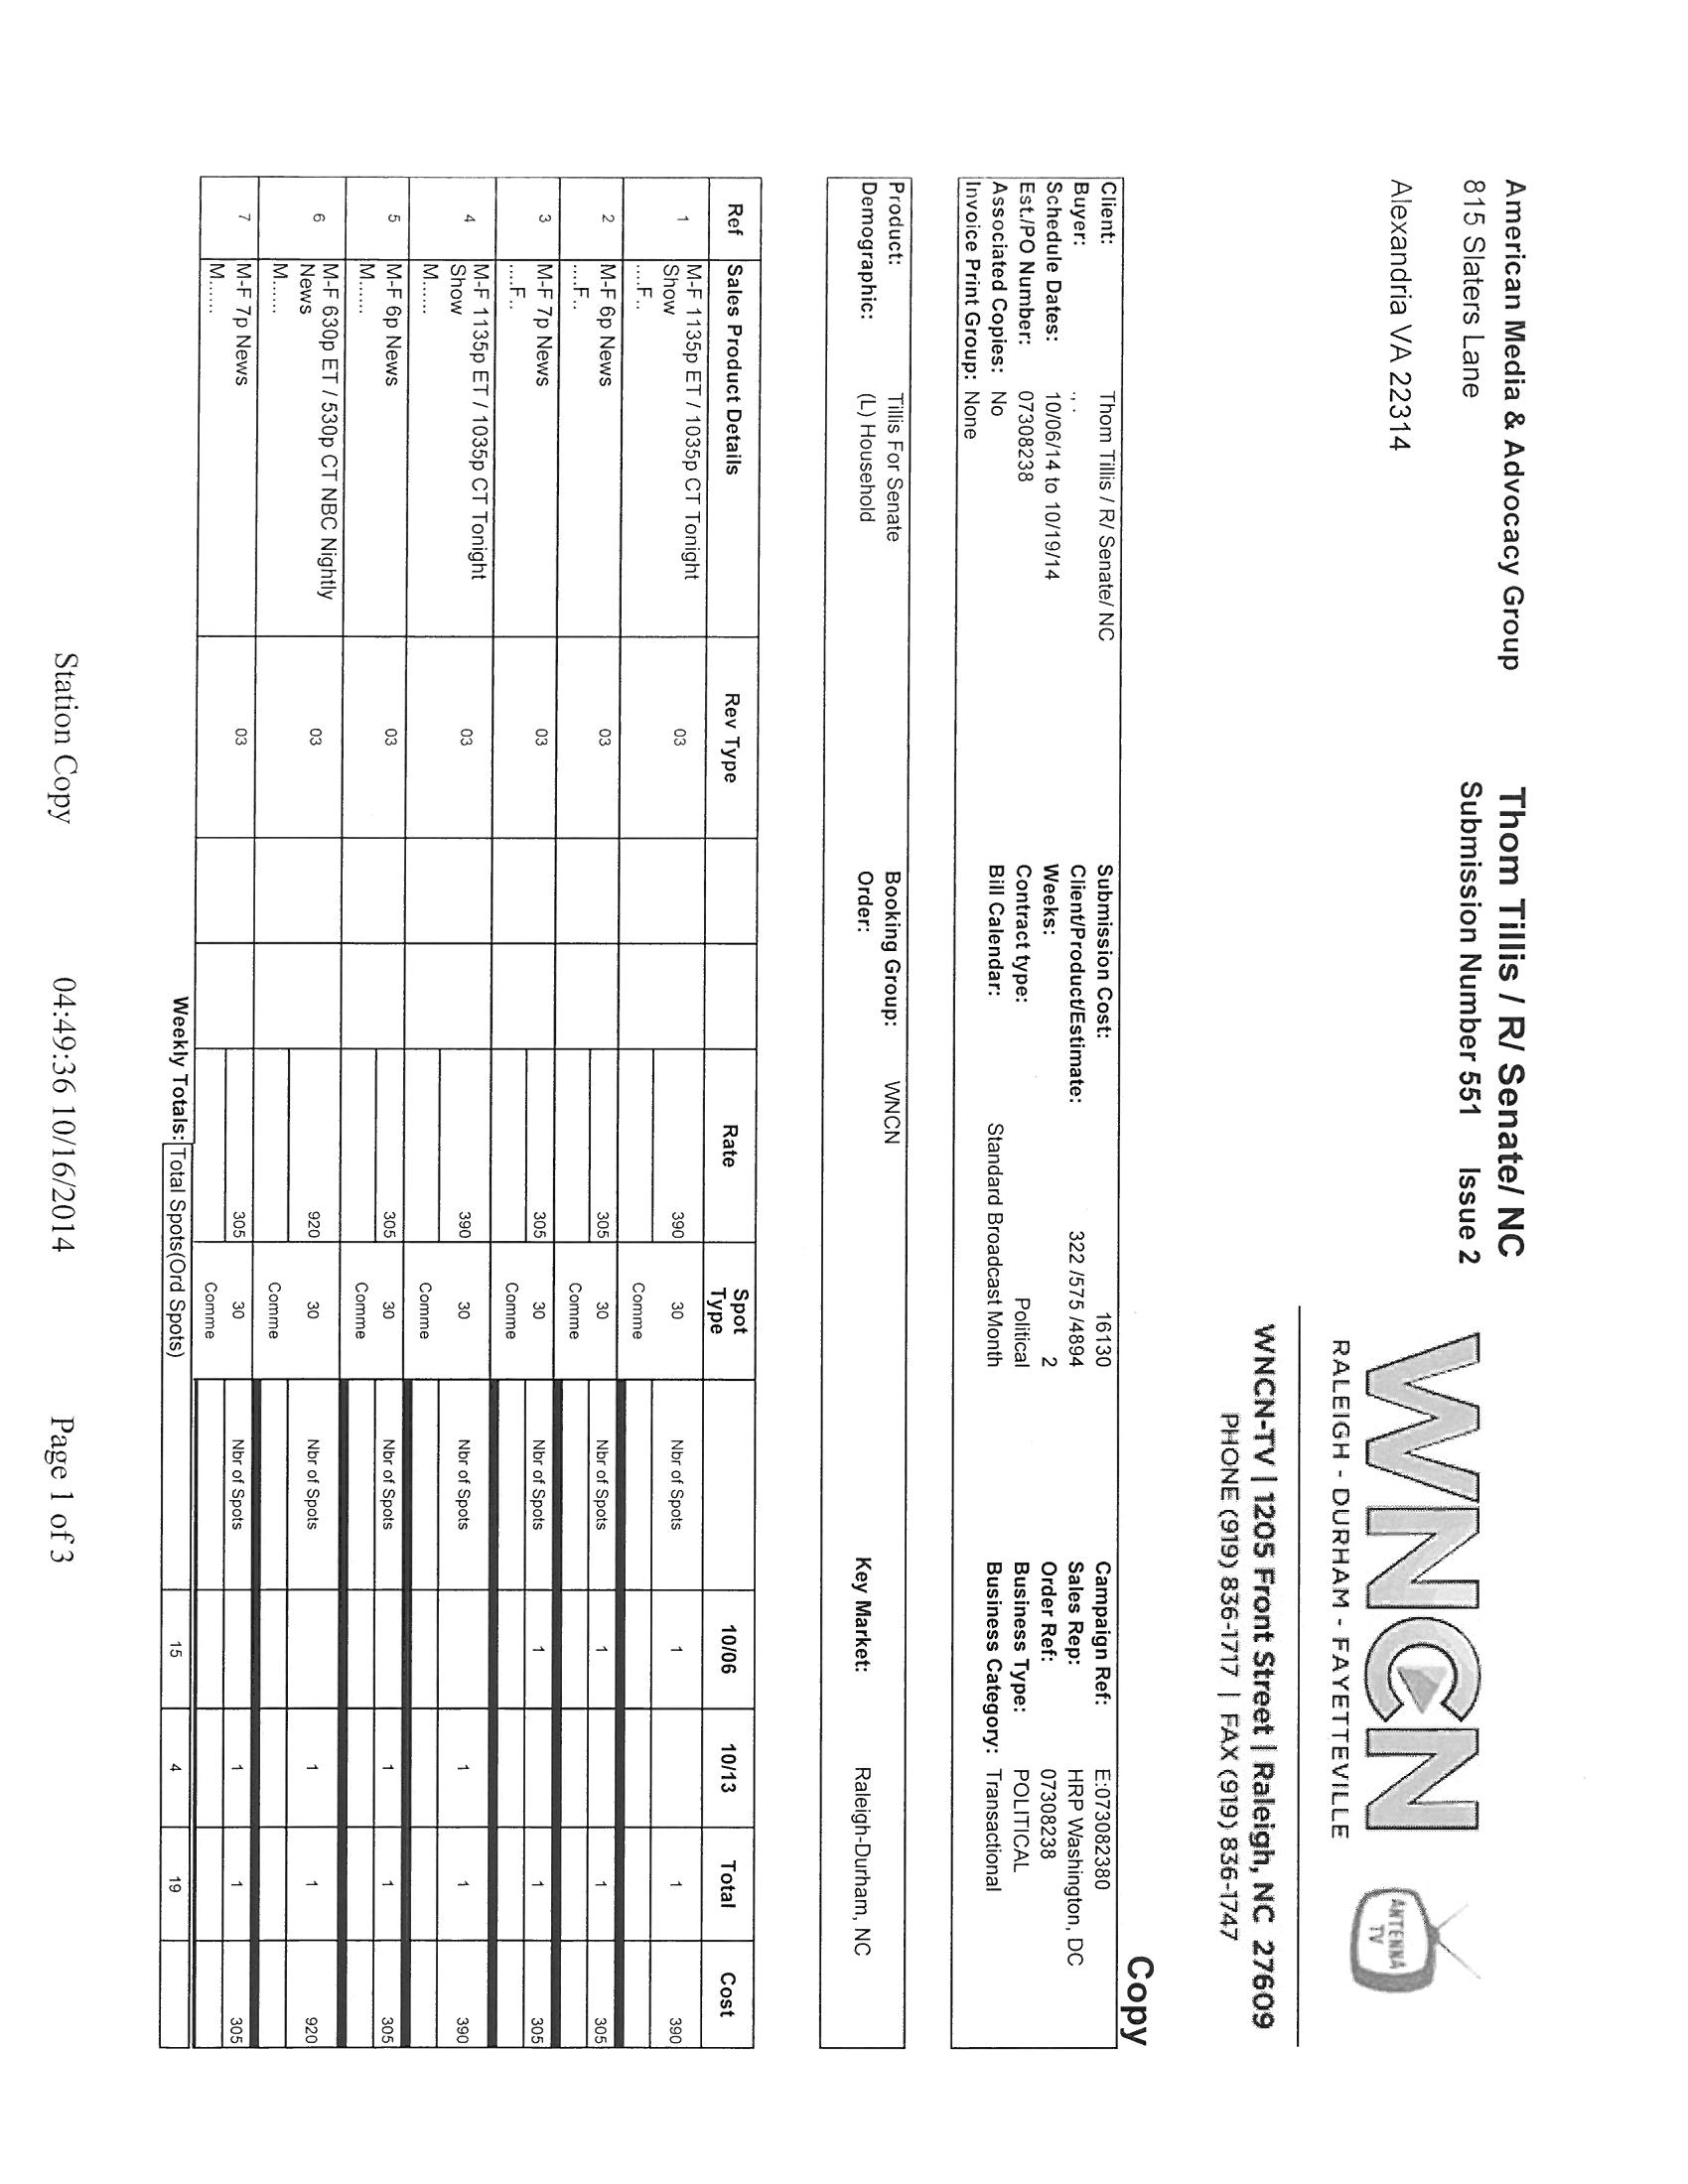 American Media & Advocacy Group
815 Slaters Lane
Alexandria VA 22314
Thom Tillis / R/ Senate/ NC
Submission Number 551 Issue 2
WNCN
RALEIGH - DURHAM - FAYETTEVILLE
ANTENNA
TV
WNCN-TV | 1205 Front Street | Raleigh, NC 27609
PHONE (919) 836-1717 | FAX (919) 836-1747
Copy
Client: Thom Tillis / R/ Senate/ NC Submission Cost: 16130 Campaign Ref: E:073082380
Buyer: ., . Client/Product/Estimate: 322 /575 /4894 Sales Rep: HRP Washington, DC
Schedule Dates: 10/06/14 to 10/19/14 Weeks: 2 Order Ref: 07308238
Est./PO Number: 07308238 Contract type: Political Business Type: POLITICAL
Associated Copies: No Bill Calendar: Standard Broadcast Month Business Category: Transactional
Invoice Print Group: None
Product: Tillis For Senate Booking Group: WNCN
Demographic: (L) Household Order: Key Market: Raleigh-Durham, NC
Ref Sales Product Details Rev Type Rate Spot Type 10/06 10/13 Total Cost
1 M-F 1135p ET / 1035p CT Tonight 03 390 30 Nbr of Spots 1 1 390
Show
....F.. Comme
2 M-F 6p News 03 305 30 Nbr of Spots 1 1 305
....F.. Comme
3 M-F 7p News 03 305 30 Nbr of Spots 1 1 305
....F.. Comme
4 M-F 1135p ET / 1035p CT Tonight 03 390 30 Nbr of Spots 1 1 390
Show
M...... Comme
5 M-F 6p News 03 305 30 Nbr of Spots 1 1 305
M...... Comme
6 M-F 630p ET / 530p CT NBC Nightly 03 920 30 Nbr of Spots 1 1 920
News
M...... Comme
7 M-F 7p News 03 305 30 Nbr of Spots 1 1 305
M...... Comme
Weekly Totals: Total Spots(Ord Spots) 15 4 19
Station Copy 04:49:36 10/16/2014 Page 1 of 3